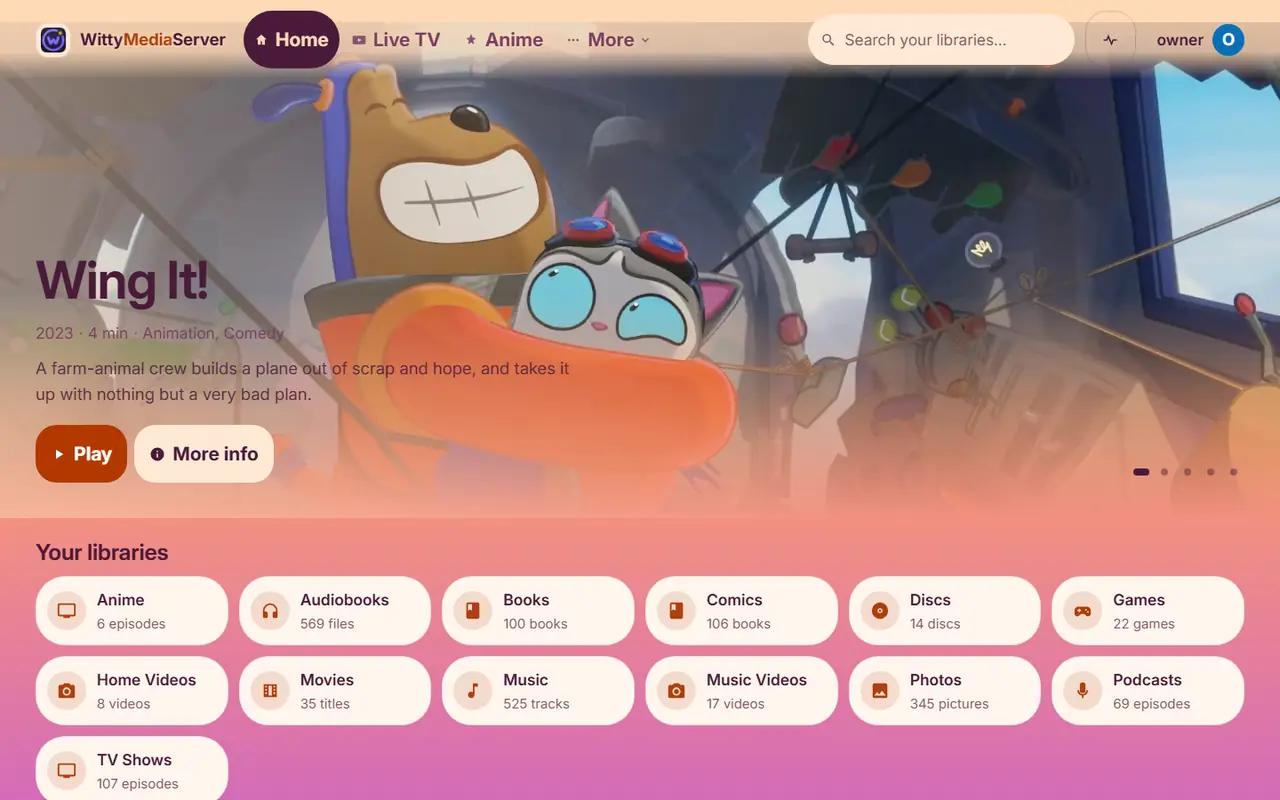 WittyMediaServer
Home
Live TV
Anime
More
Search your libraries...
owner
O
Wing It!
2023 · 4 min · Animation, Comedy
A farm-animal crew builds a plane out of scrap and hope, and takes it
up with nothing but a very bad plan.
Play
More info
Your libraries
Anime
6 episodes
Audiobooks
569 files
Books
100 books
Comics
106 books
Discs
14 discs
Games
22 games
Home Videos
8 videos
Movies
35 titles
Music
525 tracks
Music Videos
17 videos
Photos
345 pictures
Podcasts
69 episodes
TV Shows
107 episodes